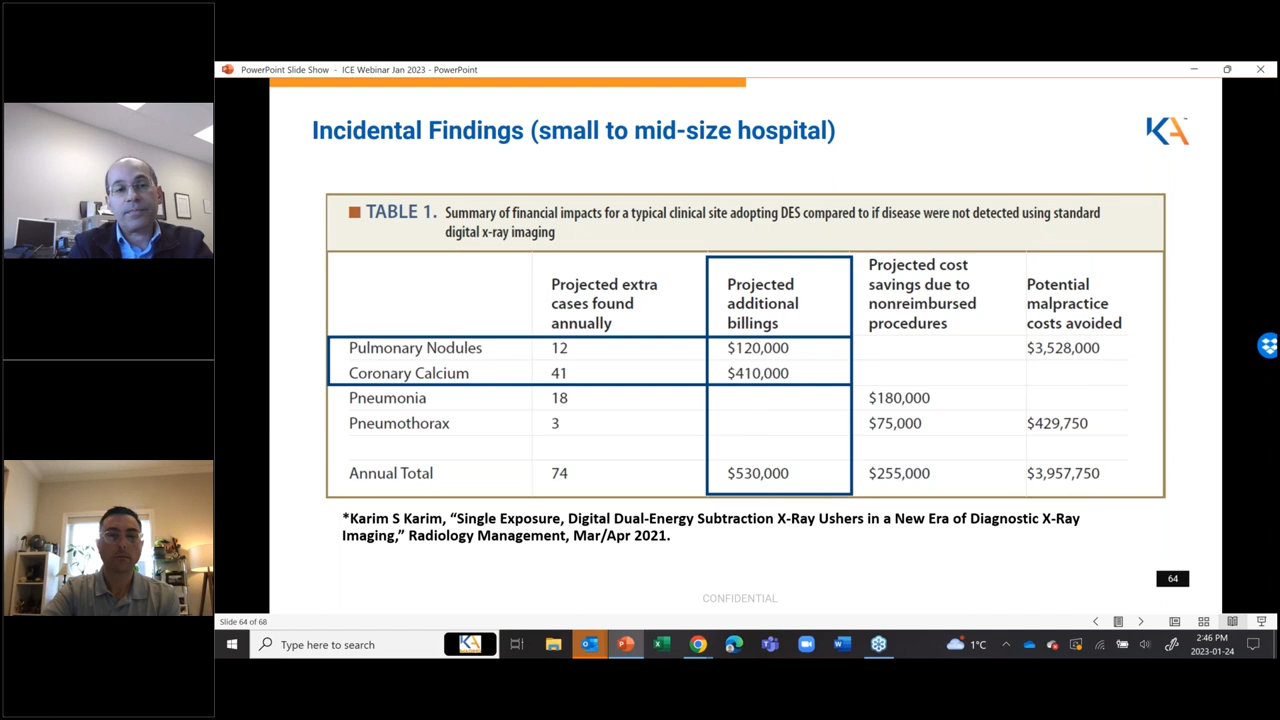 PowerPoint Slide Show - ICE Webinar Jan 2023 - PowerPoint
Incidental Findings (small to mid-size hospital)
KA
TABLE 1. Summary of financial impacts for a typical clinical site adopting DES compared to if disease were not detected using standard
digital x-ray imaging
Projected extra
cases found
annually
Projected
additional
billings
Projected cost
savings due to
nonreimbursed
procedures
Potential
malpractice
costs avoided
Pulmonary Nodules 12 $120,000 $3,528,000
Coronary Calcium 41 $410,000
Pneumonia 18 $180,000
Pneumothorax 3 $75,000 $429,750
Annual Total 74 $530,000 $255,000 $3,957,750
*Karim S Karim, “Single Exposure, Digital Dual-Energy Subtraction X-Ray Ushers in a New Era of Diagnostic X-Ray
Imaging,” Radiology Management, Mar/Apr 2021.
64
CONFIDENTIAL
Slide 64 of 68
Type here to search
KA
1°C
2:46 PM
2023-01-24